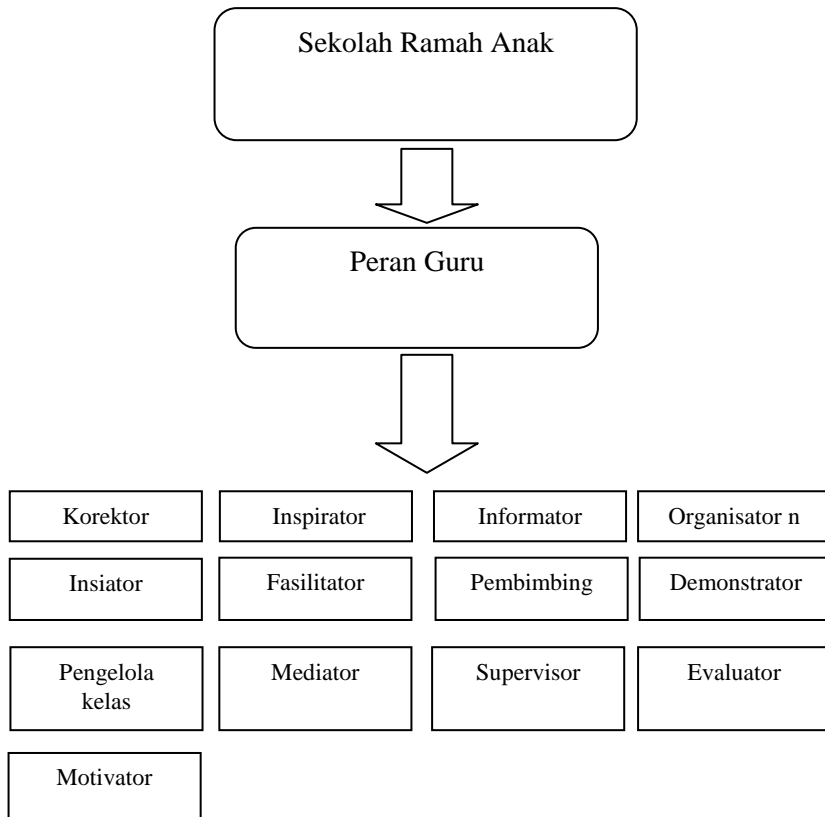 Sekolah Ramah Anak
Peran Guru
Korektor
Inspirator
Informator
Organisator n
Insiator
Fasilitator
Pembimbing
Demonstrator
Pengelola
kelas
Mediator
Supervisor
Evaluator
Motivator